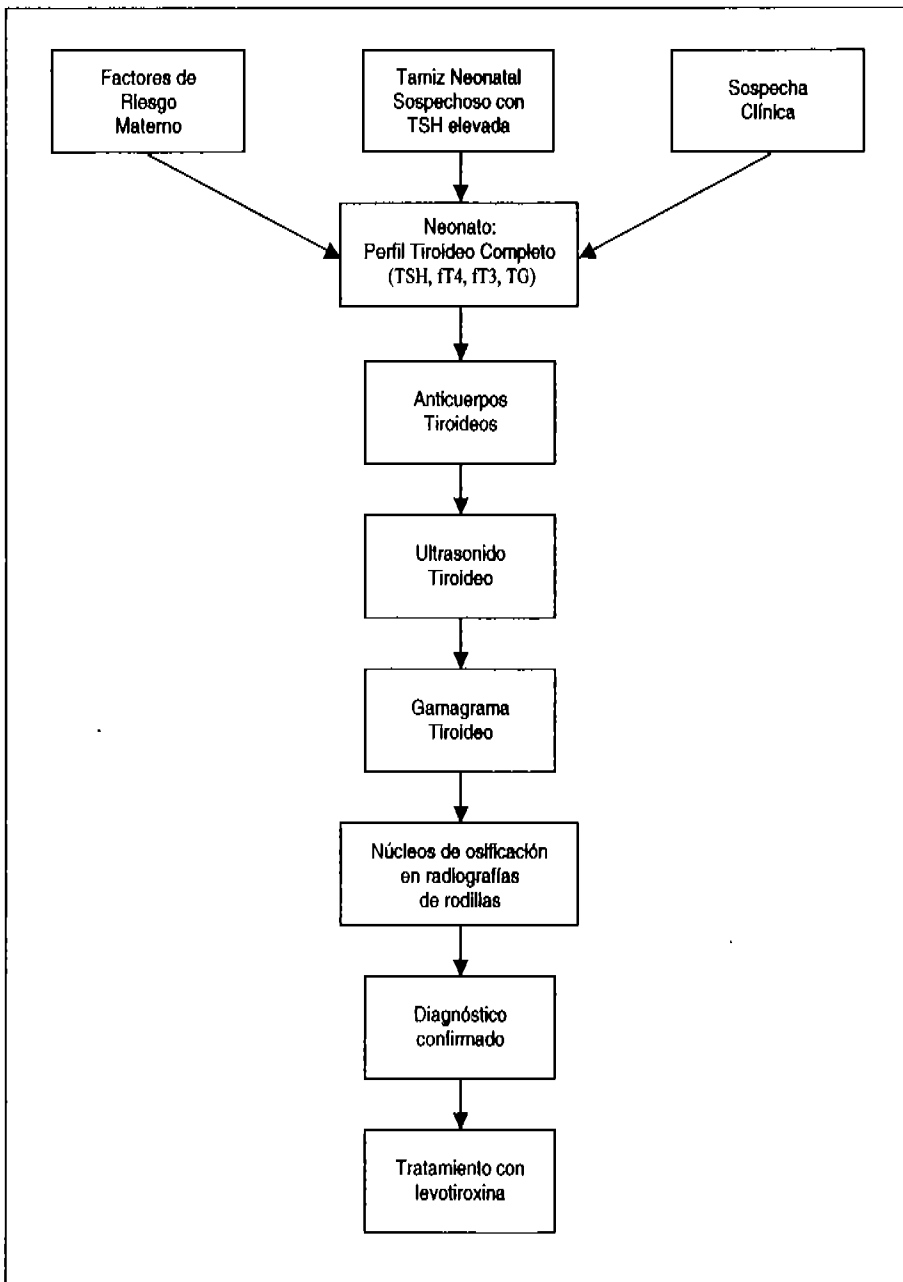 Factores de
Riesgo
Materno
Tamiz Neonatal
Sospechoso con
TSH elevada
Sospecha
Clínica
Neonato:
Perfil Tiroideo Completo
(TSH, fT4, fT3, TG)
Anticuerpos
Tiroideos
Ultrasonido
Tiroideo
Gamagrama
Tiroideo
Núcleos de osificación
en radiografías
de rodillas
Diagnóstico
confirmado
Tratamiento con
levotiroxina